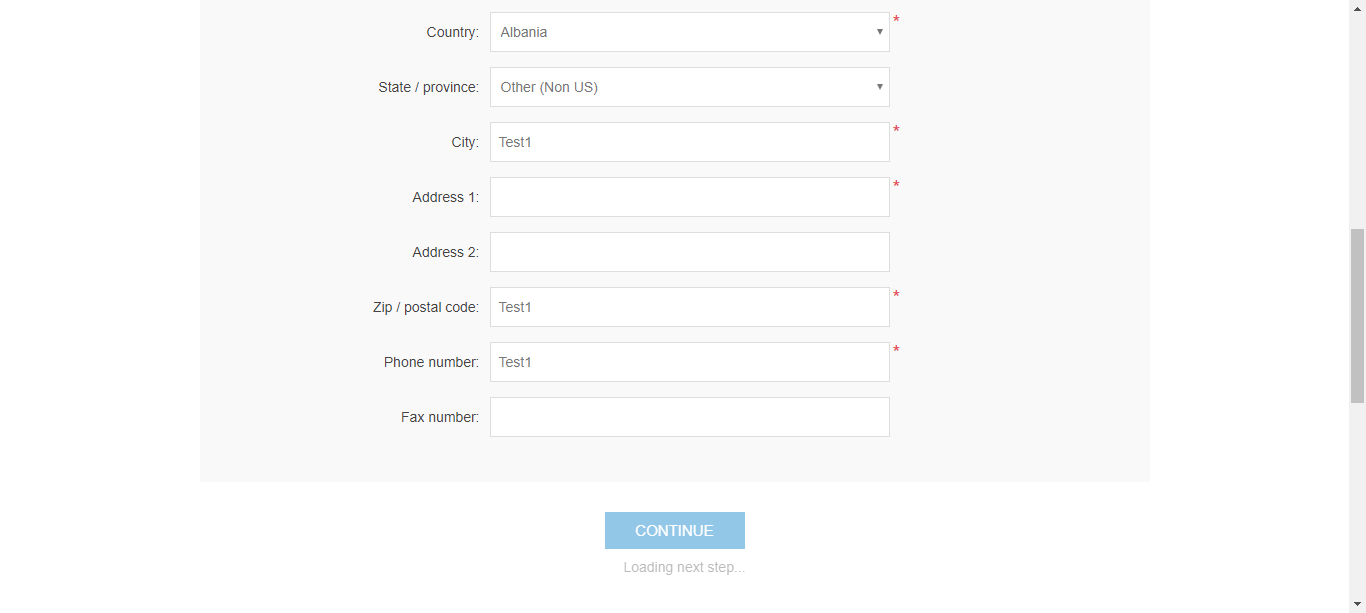 Country: Albania *
State / province: Other (Non US)
City: Test1 *
Address 1: *
Address 2:
Zip / postal code: Test1 *
Phone number: Test1 *
Fax number:
CONTINUE
Loading next step...